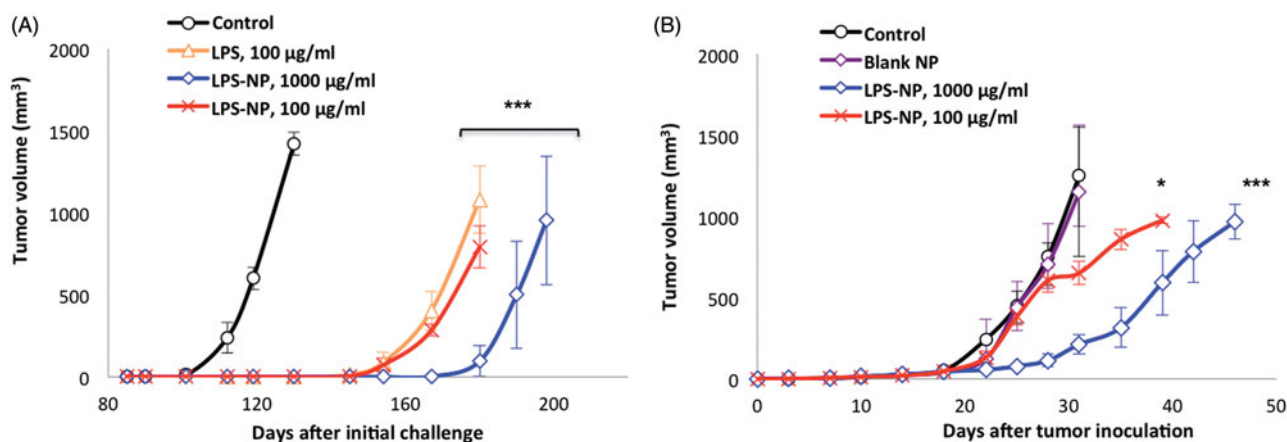 (A)
Control
LPS, 100 µg/ml
LPS-NP, 1000 µg/ml
LPS-NP, 100 µg/ml
***
Tumor volume (mm³)
2000
1500
1000
500
0
80
120
160
200
Days after initial challenge
(B)
Control
Blank NP
LPS-NP, 1000 µg/ml
LPS-NP, 100 µg/ml
*
***
Tumor volume (mm³)
2000
1500
1000
500
0
0
10
20
30
40
50
Days after tumor inoculation